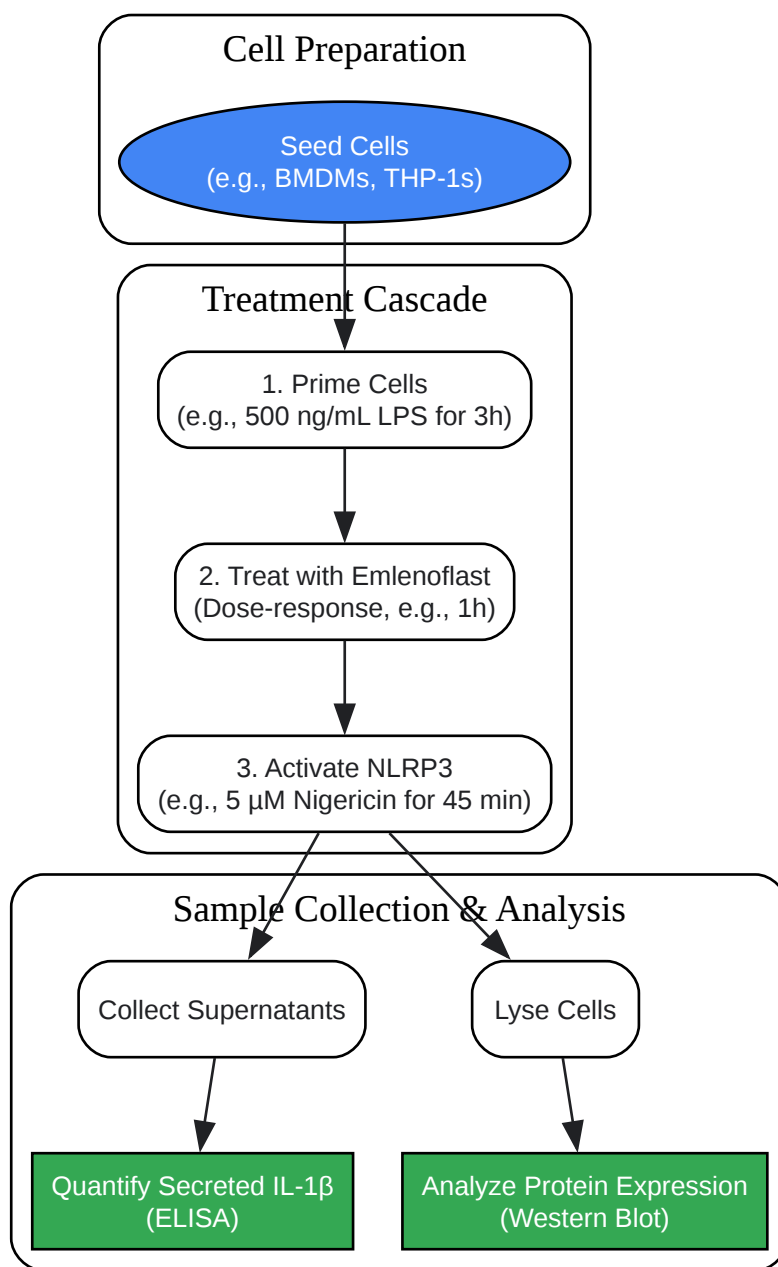 Cell Preparation
Seed Cells
(e.g., BMDMs, THP-1s)
Treatment Cascade
1. Prime Cells
(e.g., 500 ng/mL LPS for 3h)
2. Treat with Emlenoflast
(Dose-response, e.g., 1h)
3. Activate NLRP3
(e.g., 5 µM Nigericin for 45 min)
Sample Collection & Analysis
Collect Supernatants
Lyse Cells
Quantify Secreted IL-1β
(ELISA)
Analyze Protein Expression
(Western Blot)